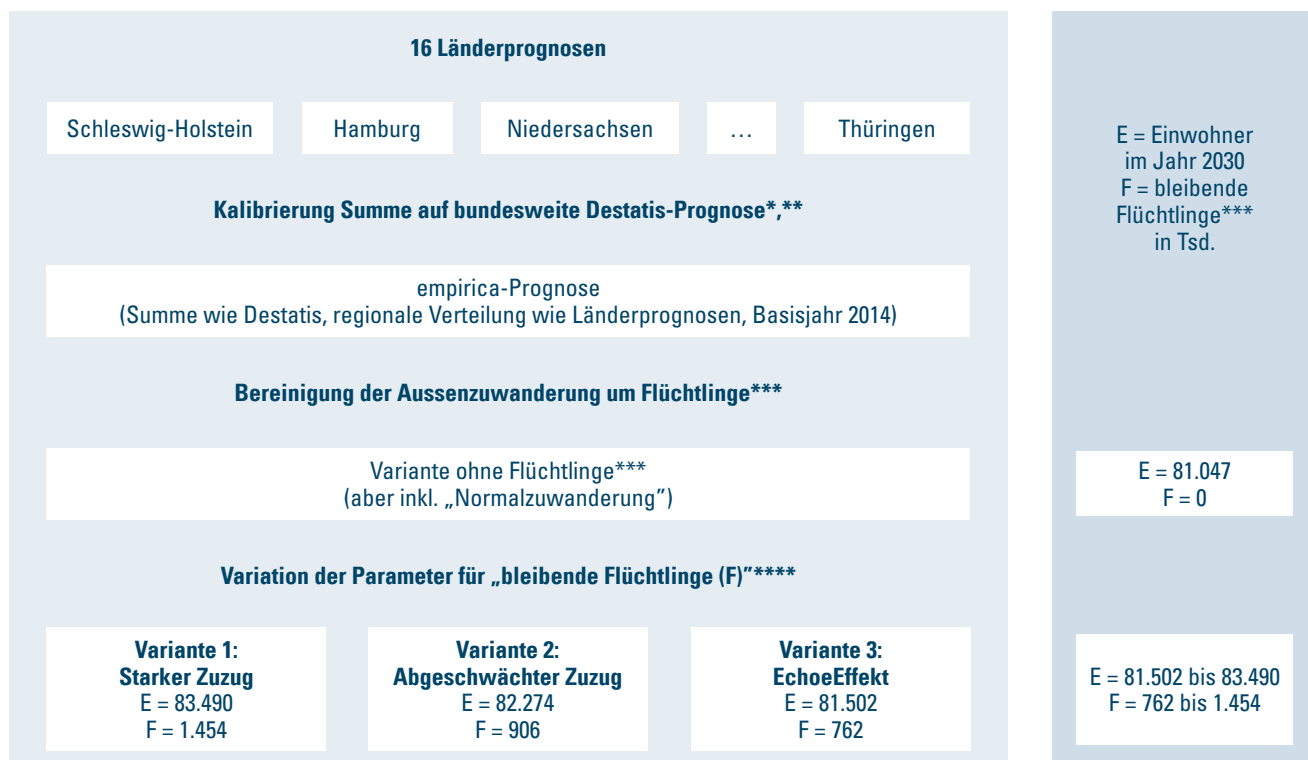 16 Länderprognosen
Schleswig-Holstein
Hamburg
Niedersachsen
...
Thüringen
Kalibrierung Summe auf bundesweite Destatis-Prognose*,**
empirica-Prognose
(Summe wie Destatis, regionale Verteilung wie Länderprognosen, Basisjahr 2014)
Bereinigung der Aussenzuwanderung um Flüchtlinge***
Variante ohne Flüchtlinge***
(aber inkl. „Normalzuwanderung”)
Variation der Parameter für „bleibende Flüchtlinge (F)”****
Variante 1:
Starker Zuzug
E = 83.490
F = 1.454
Variante 2:
Abgeschwächter Zuzug
E = 82.274
F = 906
Variante 3:
EchoeEffekt
E = 81.502
F = 762
E = Einwohner
im Jahr 2030
F = bleibende
Flüchtlinge***
in Tsd.
E = 81.047
F = 0
E = 81.502 bis 83.490
F = 762 bis 1.454